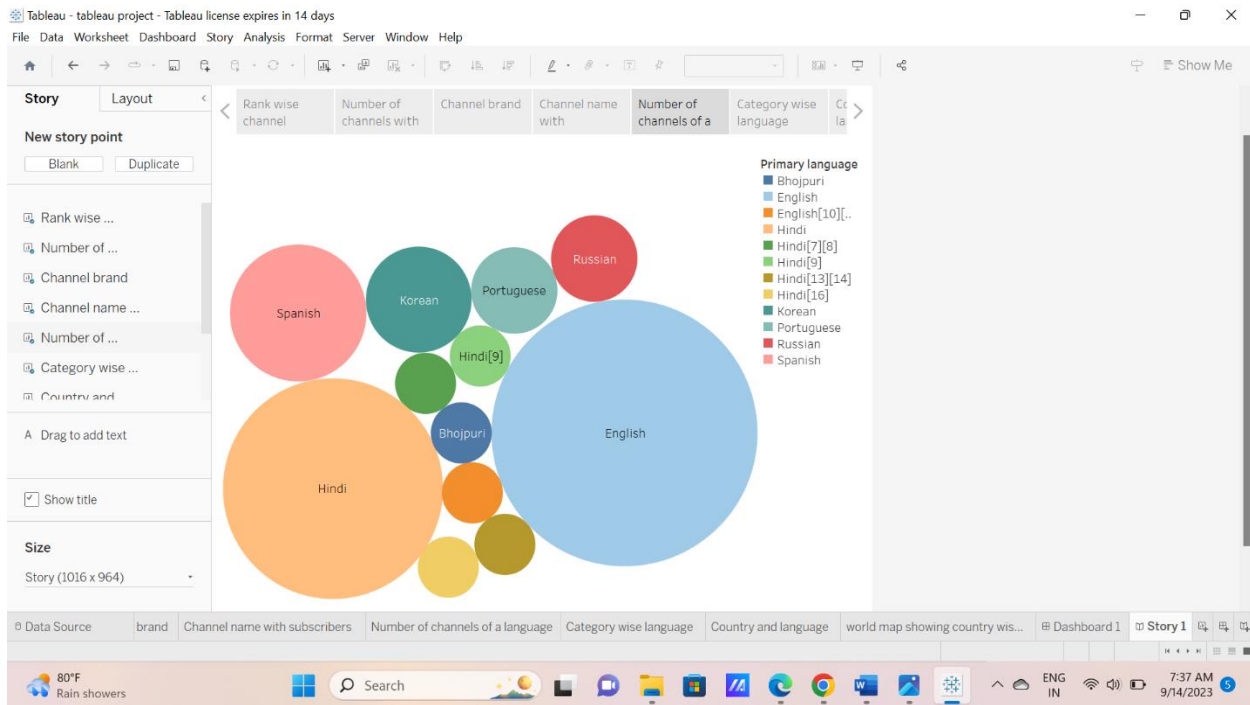 Tableau - tableau project - Tableau license expires in 14 days
File Data Worksheet Dashboard Story Analysis Format Server Window Help
Show Me
Story Layout
New story point
Blank Duplicate
Rank wise ...
Number of ...
Channel brand
Channel name ...
Number of ...
Category wise ...
Country and
A Drag to add text
Show title
Size
Story (1016 x 964)
Rank wise channel
Number of channels with
Channel brand
Channel name with
Number of channels of a
Category wise language
Primary language
Bhojpuri
English
English[10][..
Hindi
Hindi[7][8]
Hindi[9]
Hindi[13][14]
Hindi[16]
Korean
Portuguese
Russian
Spanish
Russian
Portuguese
Korean
Spanish
Hindi[9]
Bhojpuri
English
Hindi
Data Source brand Channel name with subscribers Number of channels of a language Category wise language Country and language world map showing country wis... Dashboard 1 Story 1
80°F
Rain showers
Search
ENG
IN
7:37 AM
9/14/2023
5